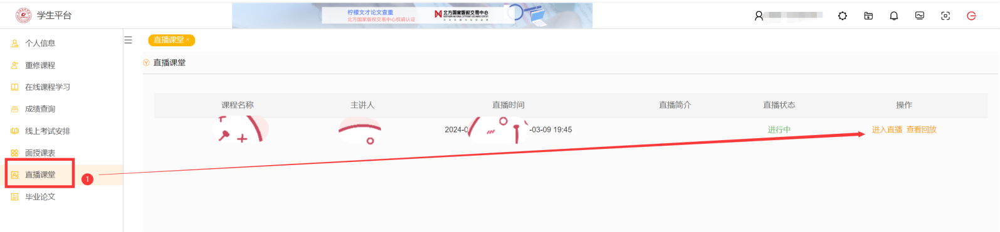 学生平台
柠檬文才论文查重
北方国家版权交易中心权威认证
北方国家版权交易中心
个人信息
重修课程
在线课程学习
成绩查询
线上考试安排
面授课表
直播课堂
毕业论文
1
直播课堂 ×
直播课堂
课程名称 主讲人 直播时间 直播简介 直播状态 操作
2024-0 -03-09 19:45 进行中 进入直播 查看回放